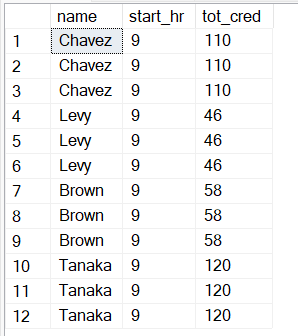 name start_hr tot_cred
1 Chavez 9 110
2 Chavez 9 110
3 Chavez 9 110
4 Levy 9 46
5 Levy 9 46
6 Levy 9 46
7 Brown 9 58
8 Brown 9 58
9 Brown 9 58
10 Tanaka 9 120
11 Tanaka 9 120
12 Tanaka 9 120